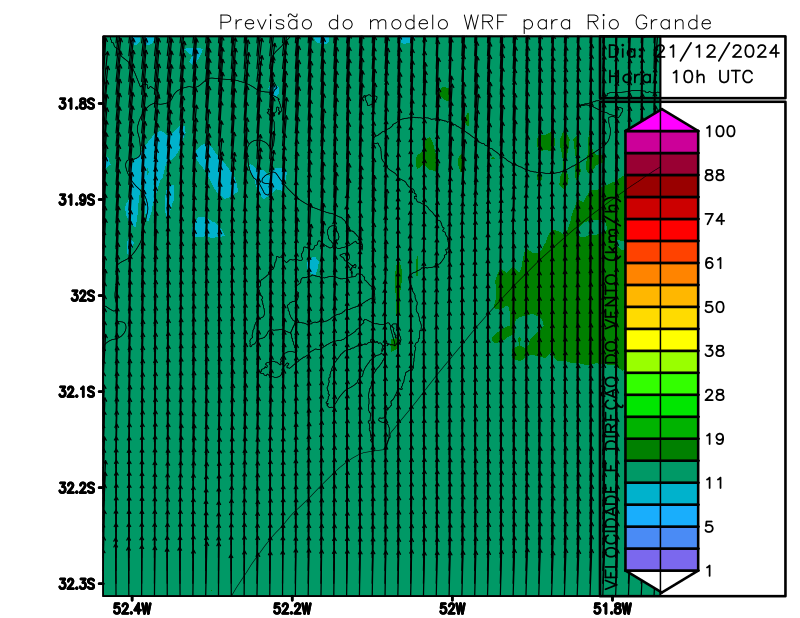 Previsão do modelo WRF para Rio Grande
Dia: 21/12/2024
Hora: 10h UTC
31.8S
31.9S
32S
32.1S
32.2S
32.3S
52.4W
52.2W
52W
51.8W
VELOCIDADE E DIREÇÃO DO VENTO (km/h)
100
88
74
61
50
38
28
19
11
5
1